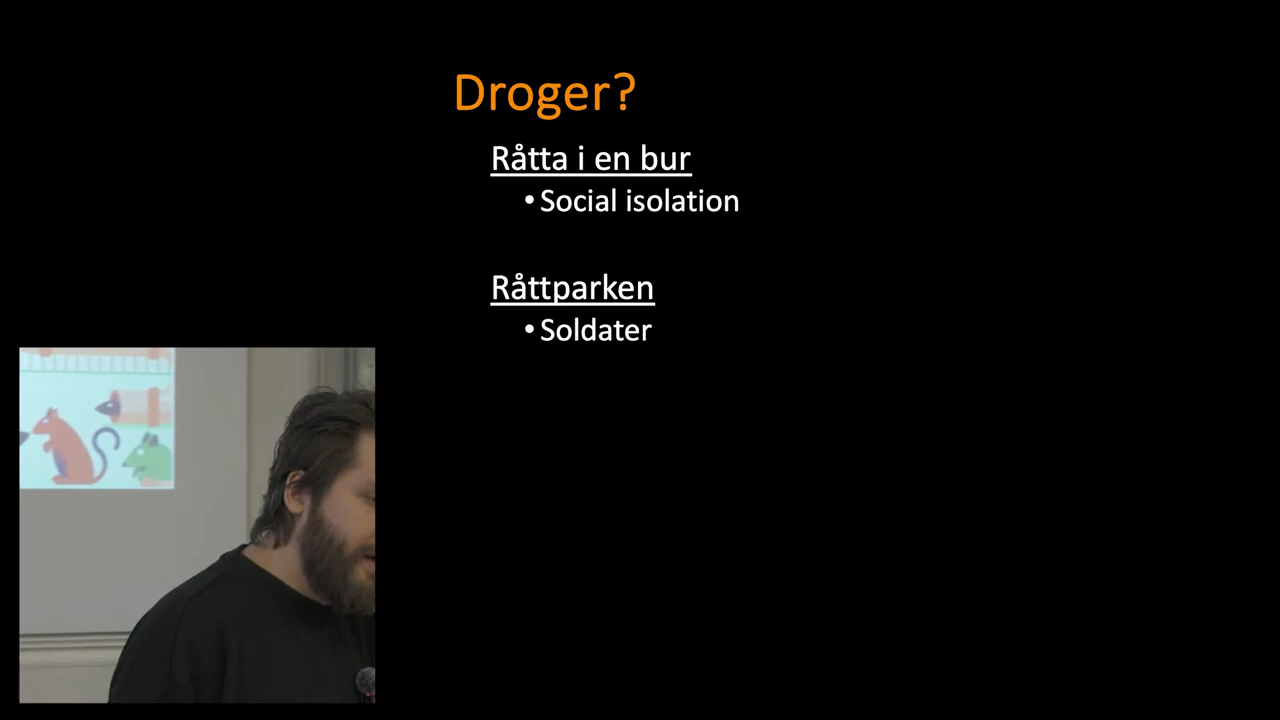 Droger?
Råtta i en bur
•Social isolation
Råttparken
•Soldater